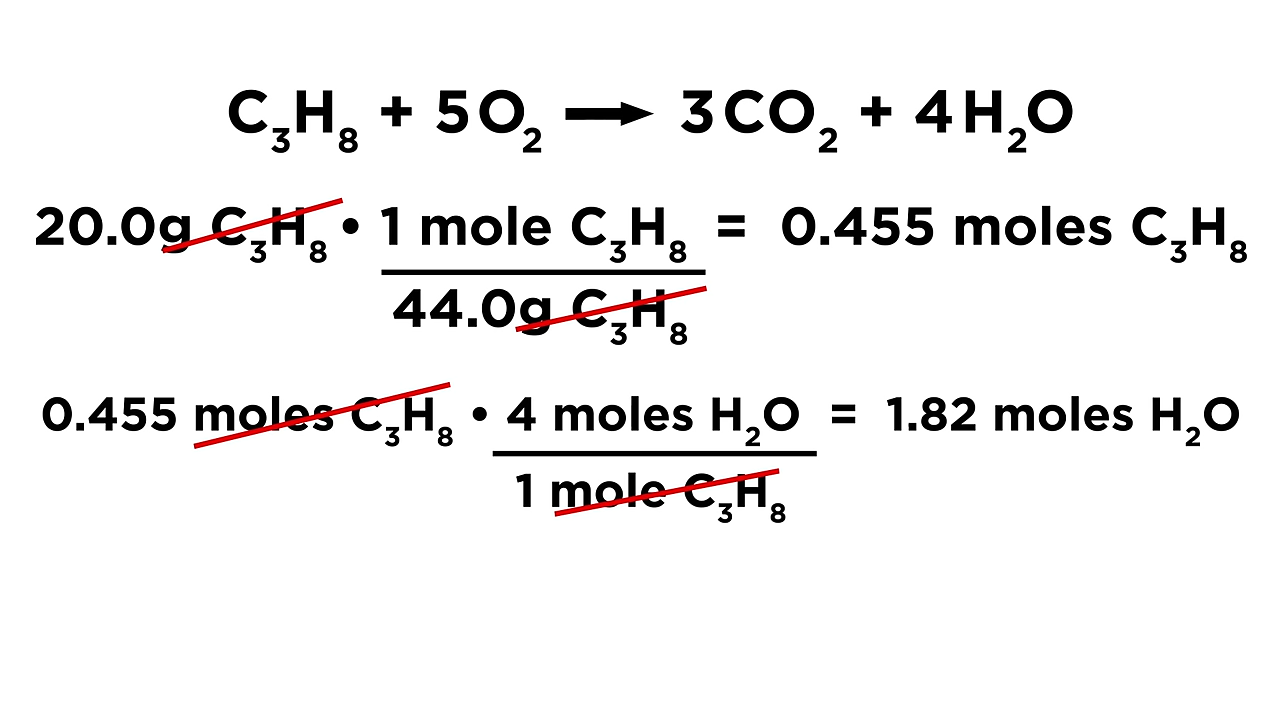 C₃H₈ + 5O₂ → 3CO₂ + 4H₂O
20.0g C₃H₈ • 1 mole C₃H₈ = 0.455 moles C₃H₈
44.0g C₃H₈
0.455 moles C₃H₈ • 4 moles H₂O = 1.82 moles H₂O
1 mole C₃H₈